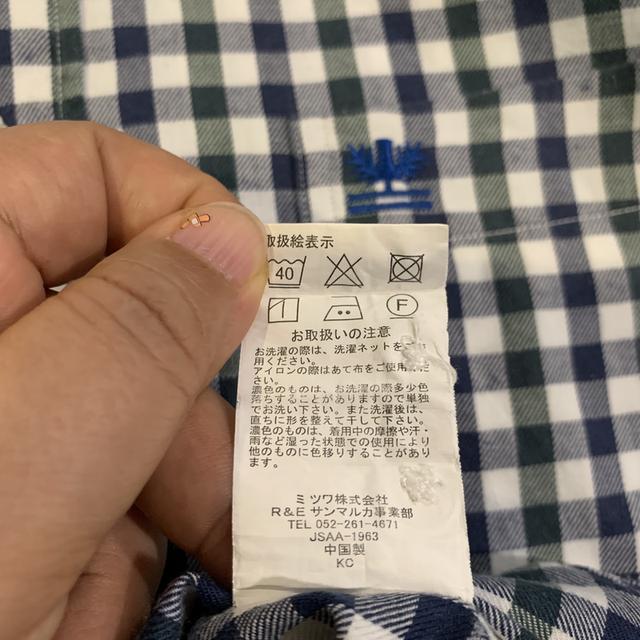 取扱絵表示
40
F
お取扱いの注意
お洗濯の際は、洗濯ネットをご
用ください。
アイロンの際はあて布をご使用くださ
い。
濃色のものは、お洗濯の際多少色
落ちすることがありますので単独
でお洗い下さい。また洗濯後は、
直ちに形を整えて干して下さい。
濃色のものは、着用中の摩擦や汗・
雨など湿った状態での使用により
他のものに色移りすることがあり
ます。
ミツワ株式会社
R&E サンマルカ事業部
TEL 052-261-4671
JSAA-1963
中国製
KC